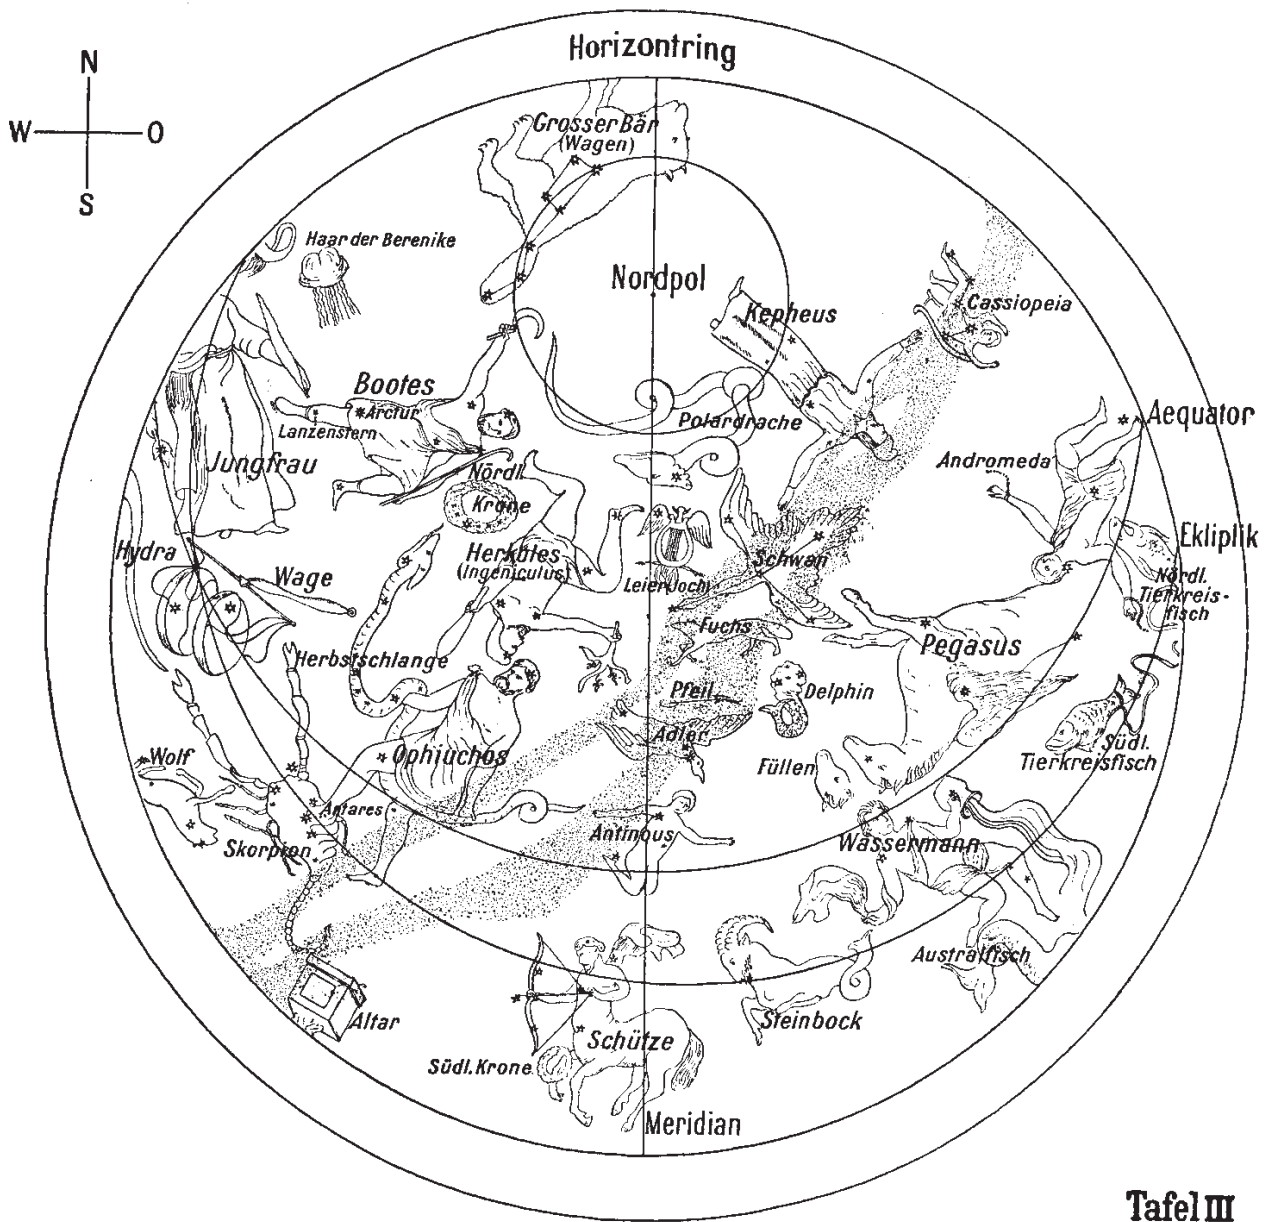 Horizontring
N
W O
S
Grosser Bär
(Wagen)
Haar der Berenike
Nordpol
Kepheus
Cassiopeia
Bootes
Arctur
Lanzenstern
Polardrache
Aequator
Andromeda
Jungfrau
Nördl.
Krone
Ekliptik
Hydra
Wage
Herkules
(Ingeniculus)
Leier Joch
Schwan
Nördl.
Tierkreis-
fisch
Fuchs
Pegasus
Herbstschlange
Pfeil
Delphin
Adler
Wolf
Ophiuchos
Füllen
Südl.
Tierkreisfisch
Antares
Skorpion
Antinous
Wassermann
Australfisch
Altar
Steinbock
Schütze
Südl. Krone
Meridian
Tafel III